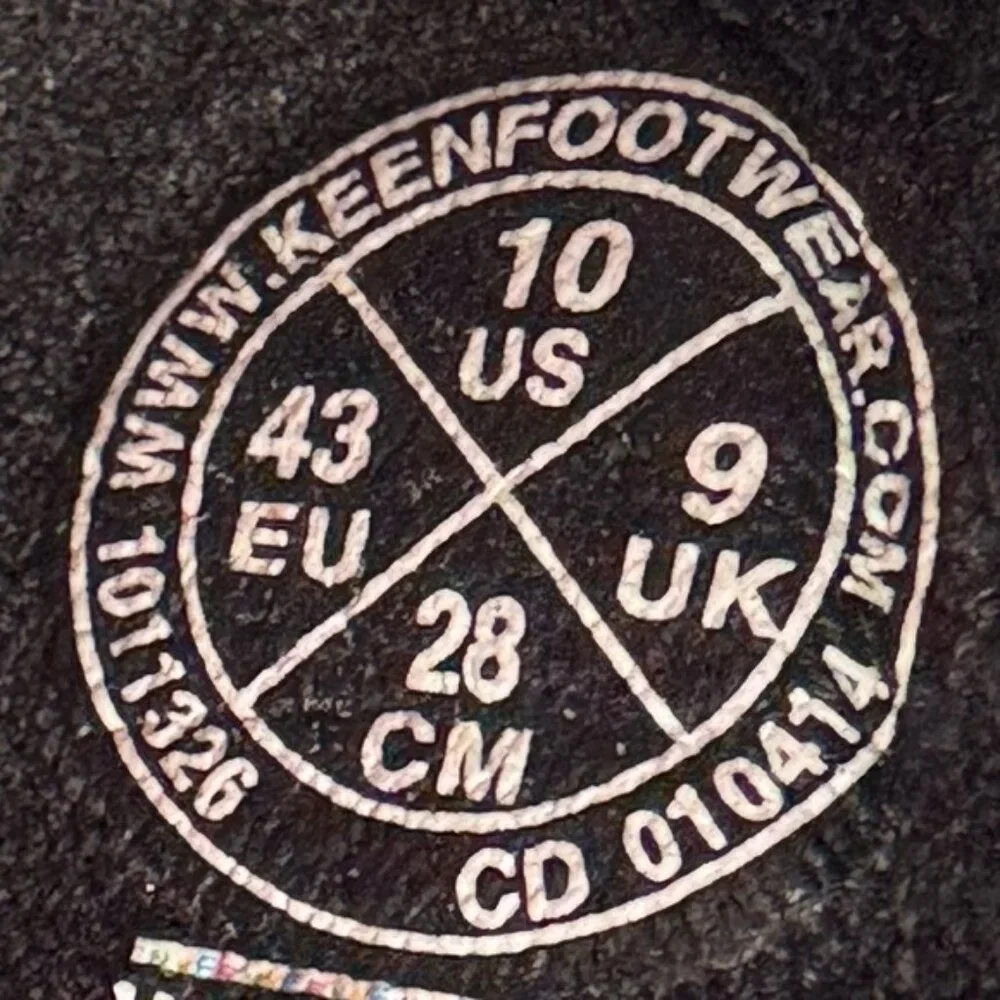 WWW.KEENFOOTWEAR.COM
10
US
43
EU
9
UK
28
CM
1011326
CD 010414